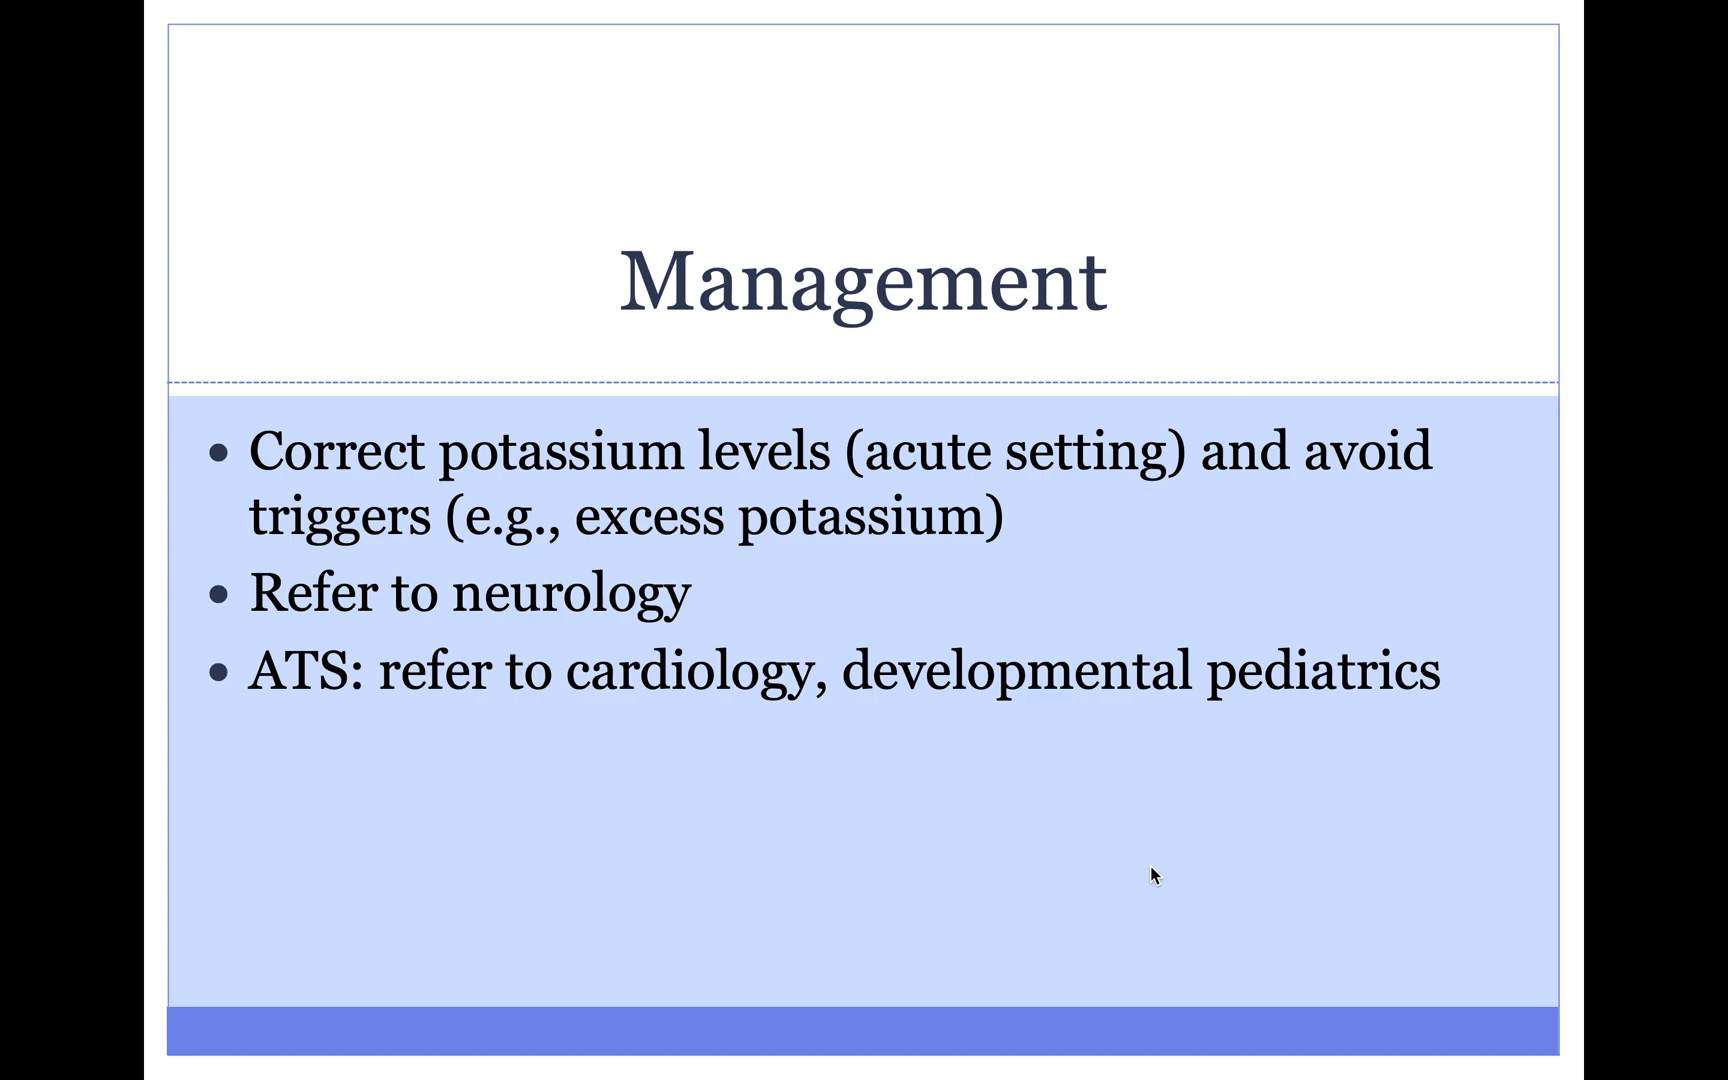 Management
• Correct potassium levels (acute setting) and avoid
triggers (e.g., excess potassium)
• Refer to neurology
• ATS: refer to cardiology, developmental pediatrics